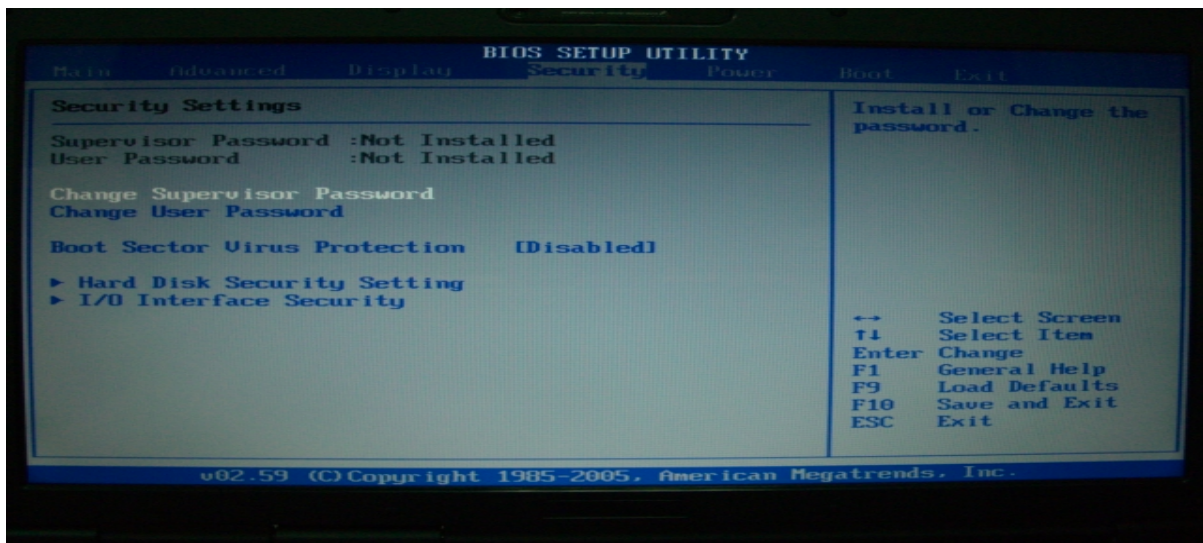 BIOS SETUP UTILITY
Main Advanced Display Security Power Boot Exit
Security Settings
Supervisor Password :Not Installed
User Password :Not Installed
Change Supervisor Password
Change User Password
Boot Sector Virus Protection [Disabled]
► Hard Disk Security Setting
► I/O Interface Security
Install or Change the
password.
↔ Select Screen
↑↓ Select Item
Enter Change
F1 General Help
F9 Load Defaults
F10 Save and Exit
ESC Exit
v02.59 (C)Copyright 1985-2005, American Megatrends, Inc.